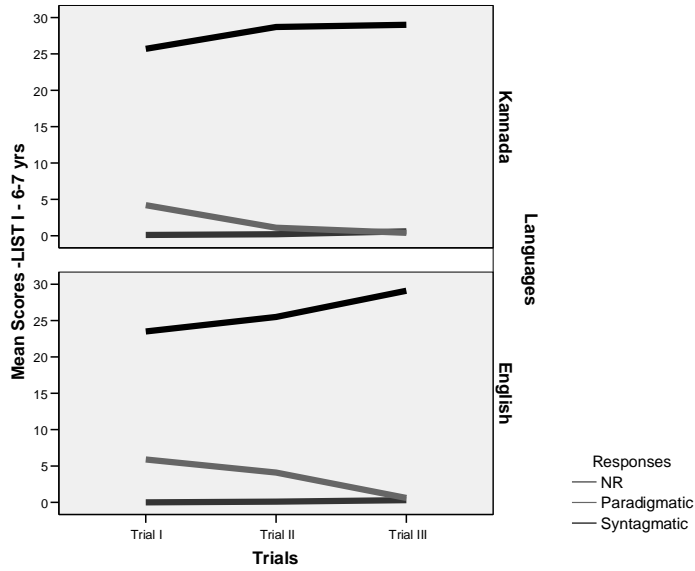 Mean Scores -LIST I - 6-7 yrs
30
25
20
15
10
5
0
Kannada
30
25
20
15
10
5
0
English
Languages
Trial I Trial II Trial III
Trials
Responses
NR
Paradigmatic
Syntagmatic